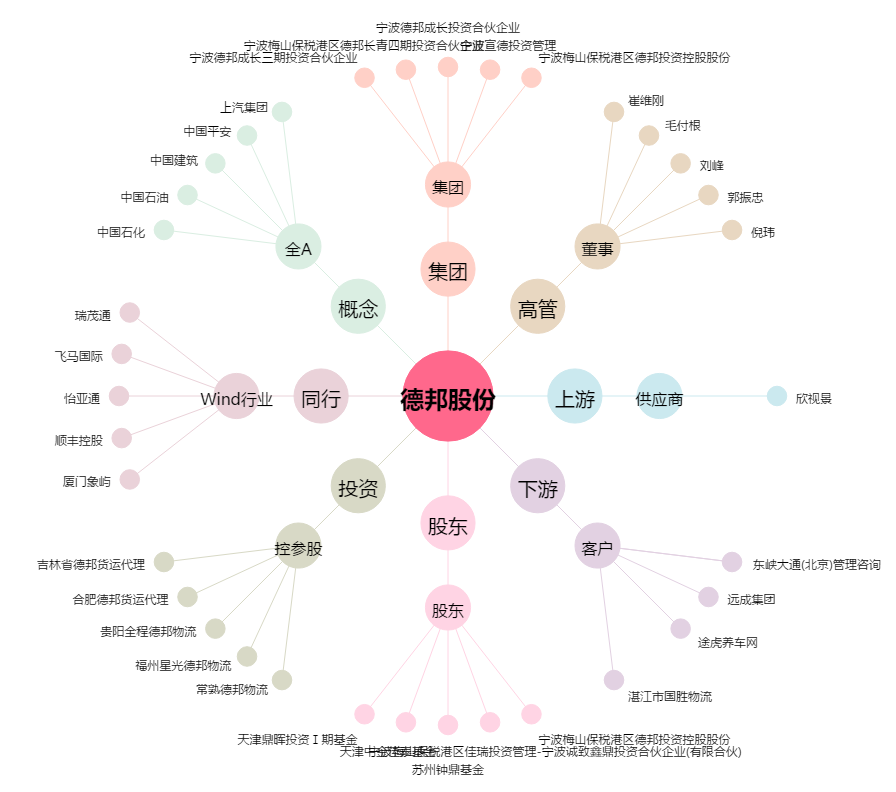 宁波德邦成长投资合伙企业
宁波梅山保税港区德邦长青四期投资合伙企业
宁波宣德投资管理
宁波德邦成长三期投资合伙企业
宁波梅山保税港区德邦投资控股股份
上汽集团
崔维刚
中国平安
毛付根
中国建筑
刘峰
集团
中国石油
郭振忠
中国石化
倪玮
全A
董事
集团
概念
高管
瑞茂通
飞马国际
怡亚通
Wind行业
同行
德邦股份
上游
供应商
欣视景
顺丰控股
厦门象屿
投资
下游
股东
控参股
客户
吉林省德邦货运代理
东峡大通(北京)管理咨询
合肥德邦货运代理
远成集团
股东
贵阳全程德邦物流
途虎养车网
福州星光德邦物流
常熟德邦物流
湛江市国胜物流
天津鼎晖投资Ⅰ期基金
宁波梅山保税港区德邦投资控股股份
宁波梅山保税港区佳瑞投资管理-宁波诚致鑫鼎投资合伙企业(有限合伙)
苏州钟鼎基金